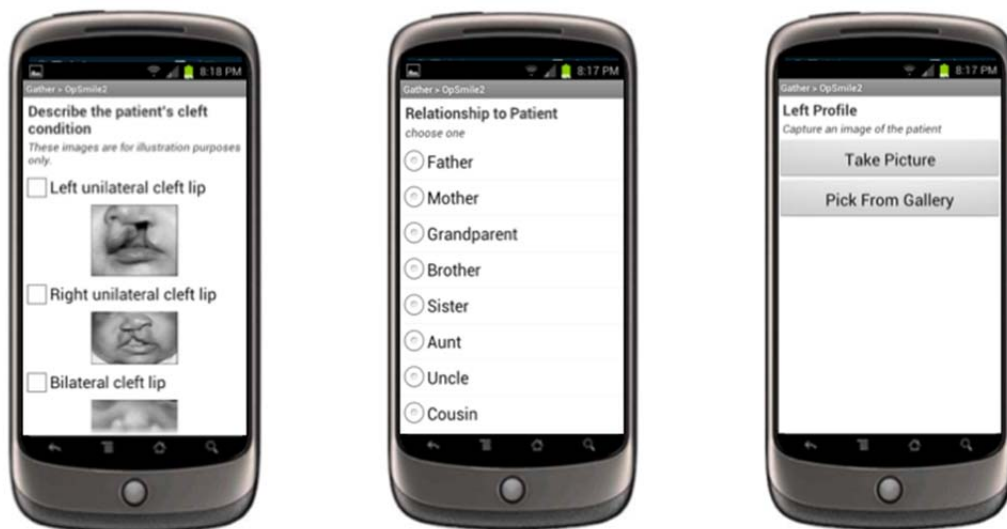 8:18 PM
Gather > OpSmile2
Describe the patient's cleft
condition
These images are for illustration purposes
only.
Left unilateral cleft lip
Right unilateral cleft lip
Bilateral cleft lip
8:17 PM
Gather > OpSmile2
Relationship to Patient
choose one
Father
Mother
Grandparent
Brother
Sister
Aunt
Uncle
Cousin
8:17 PM
Gather > OpSmile2
Left Profile
Capture an image of the patient
Take Picture
Pick From Gallery